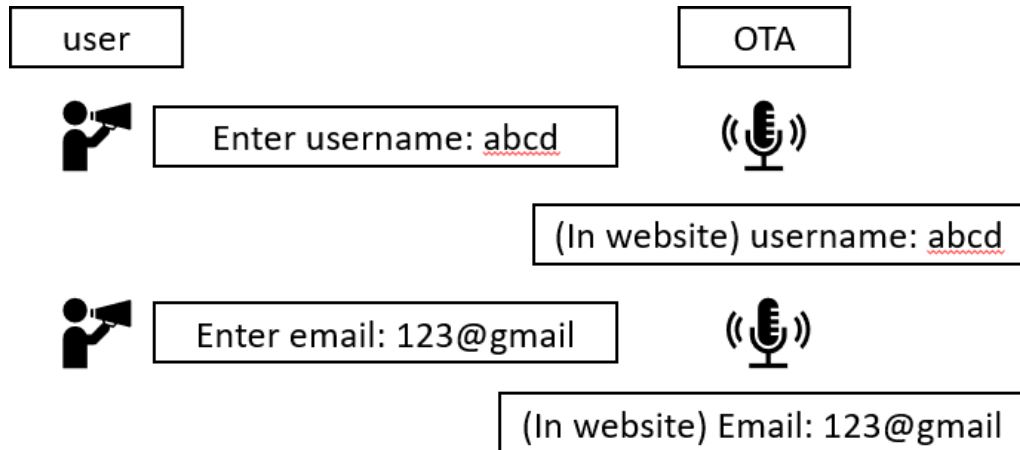 user
OTA
Enter username: abcd
(In website) username: abcd
Enter email: 123@gmail
(In website) Email: 123@gmail